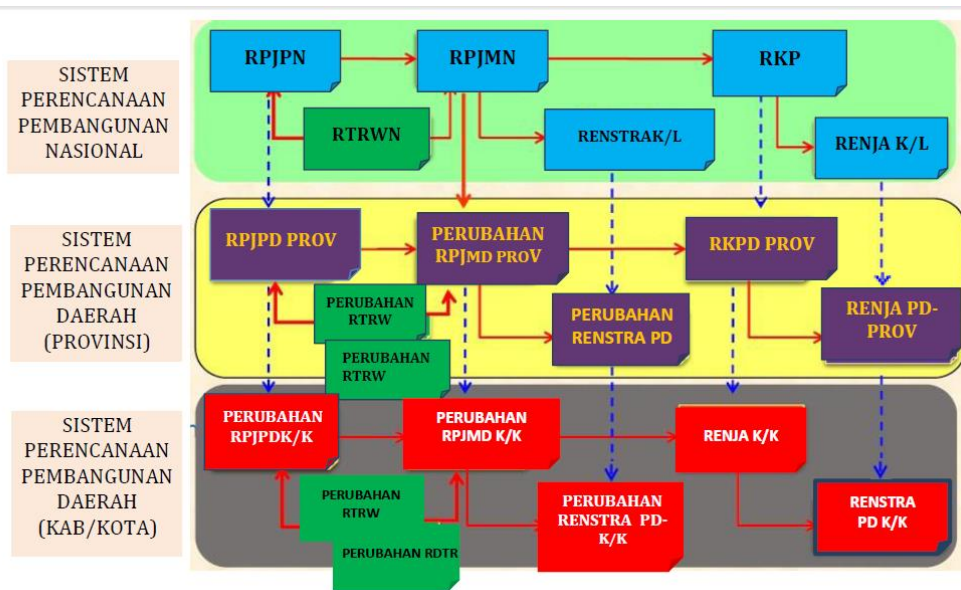 SISTEM
PERENCANAAN
PEMBANGUNAN
NASIONAL
RPJPN
RPJMN
RKP
RTRWN
RENSTRAK/L
RENJA K/L
SISTEM
PERENCANAAN
PEMBANGUNAN
DAERAH
(PROVINSI)
RPJPD PROV
PERUBAHAN
RPJMD PROV
RKPD PROV
PERUBAHAN
RTRW
PERUBAHAN
RENSTRA PD
RENJA PD-
PROV
PERUBAHAN
RTRW
SISTEM
PERENCANAAN
PEMBANGUNAN
DAERAH
(KAB/KOTA)
PERUBAHAN
RPJPDK/K
PERUBAHAN
RPJMD K/K
RENJA K/K
PERUBAHAN
RTRW
PERUBAHAN
RENSTRA PD-
K/K
RENSTRA
PD K/K
PERUBAHAN RDTR